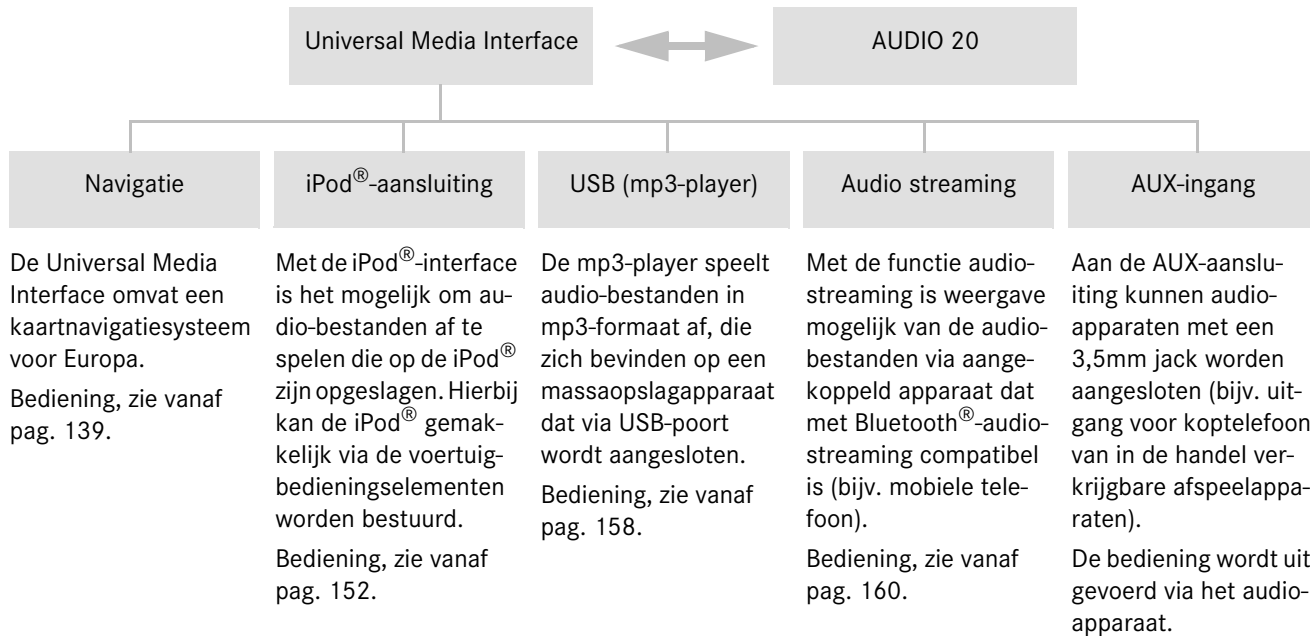 Universal Media Interface
AUDIO 20
Navigatie
iPod®-aansluiting
USB (mp3-player)
Audio streaming
AUX-ingang
De Universal Media
Interface omvat een
kaartnavigatiesysteem
voor Europa.
Bediening, zie vanaf
pag. 139.
Met de iPod®-interface
is het mogelijk om au-
dio-bestanden af te
spelen die op de iPod®
zijn opgeslagen. Hierbij
kan de iPod® gemak-
kelijk via de voertuig-
bedieningselementen
worden bestuurd.
Bediening, zie vanaf
pag. 152.
De mp3-player speelt
audio-bestanden in
mp3-formaat af, die
zich bevinden op een
massaopslagapparaat
dat via USB-poort
wordt aangesloten.
Bediening, zie vanaf
pag. 158.
Met de functie audio-
streaming is weergave
mogelijk van de audio-
bestanden via aange-
koppeld apparaat dat
met Bluetooth®-audio-
streaming compatibel
is (bijv. mobiele tele-
foon).
Bediening, zie vanaf
pag. 160.
Aan de AUX-aanslu-
iting kunnen audio-
apparaten met een
3,5mm jack worden
aangesloten (bijv. uit-
gang voor koptelefoon
van in de handel ver-
krijgbare afspeelappa-
raten).
De bediening wordt uit
gevoerd via het audio-
apparaat.